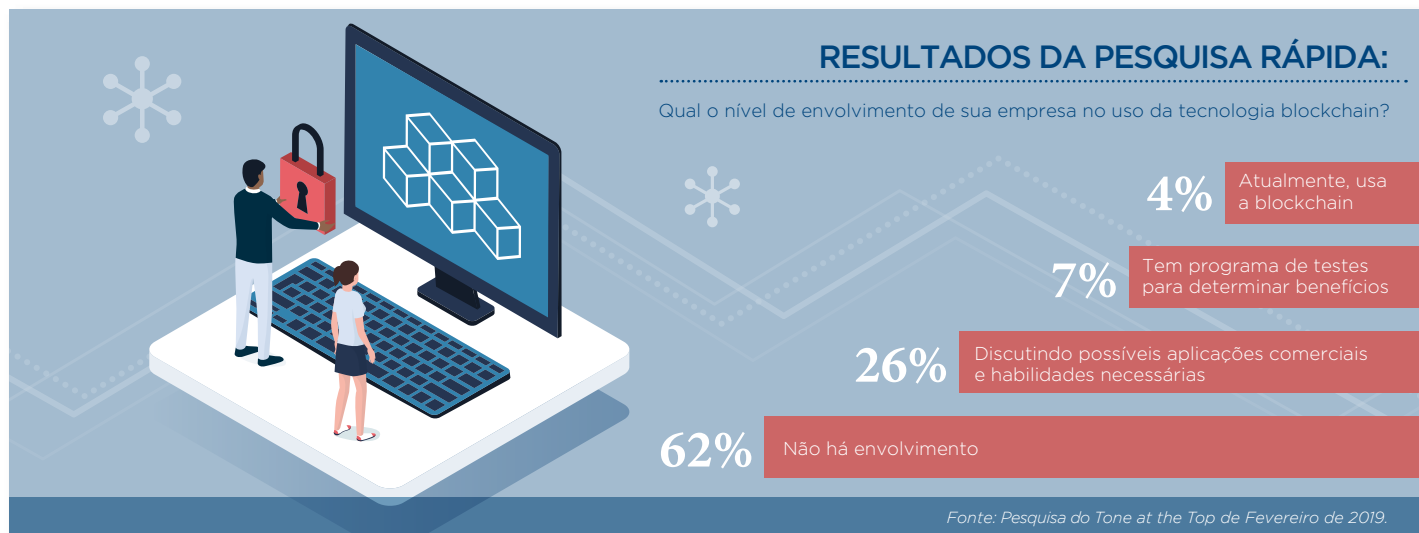 RESULTADOS DA PESQUISA RÁPIDA:
Qual o nível de envolvimento de sua empresa no uso da tecnologia blockchain?
4%
Atualmente, usa
a blockchain
7%
Tem programa de testes
para determinar benefícios
26%
Discutindo possíveis aplicações comerciais
e habilidades necessárias
62%
Não há envolvimento
Fonte: Pesquisa do Tone at the Top de Fevereiro de 2019.